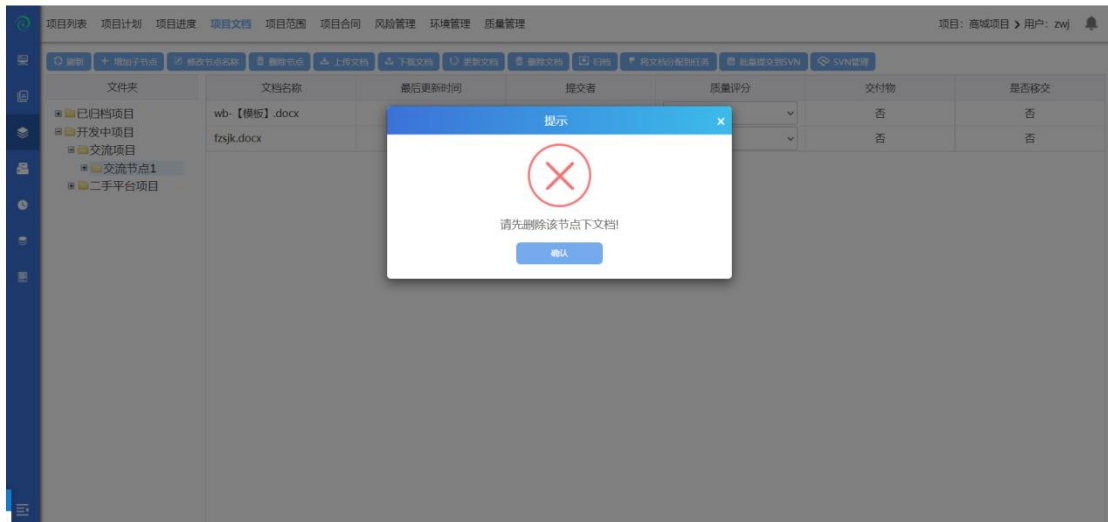 项目列表 项目计划 项目进度 项目文档 项目范围 项目合同 风险管理 环境管理 质量管理 项目：商城项目 > 用户：zwj
刷新 + 增加子节点 修改节点名称 删除节点 上传文档 下载文档 更新文档 删除文档 归档 将文档分配到任务 批量提交到SVN SVN管理
文件夹 文档名称 最后更新时间 提交者 质量评分 交付物 是否移交
已归档项目 wb-【模板】.docx 否 否
开发中项目 fzsjk.docx 否 否
交流项目
交流节点1
二手平台项目
提示 x
请先删除该节点下文档!
确认